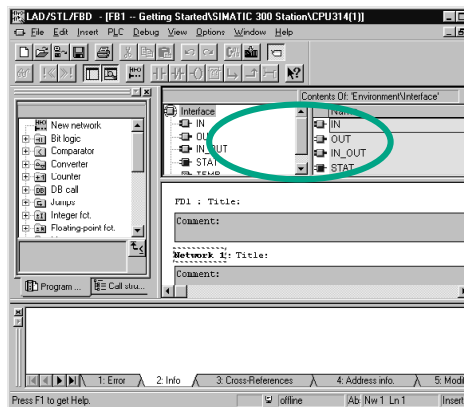 LAD/STL/FBD - [FB1 -- Getting Started\SIMATIC 300 Station\CPU314(1)]
File Edit Insert PLC Debug View Options Window Help
Contents Of: 'Environment\Interface'
Interface
IN
OUT
IN_OUT
STAT
TEMP
Name
IN
OUT
IN_OUT
STAT
New network
Bit logic
Comparator
Converter
Counter
DB call
Jumps
Integer fct.
Floating-point fct.
Program ...
Call stru...
FD1 : Title:
Comment:
Network 1: Title:
Comment:
1: Error
2: Info
3: Cross-References
4: Address info.
5: Modi
Press F1 to get Help.
offline
Ab
Nw 1 Ln 1
Insert